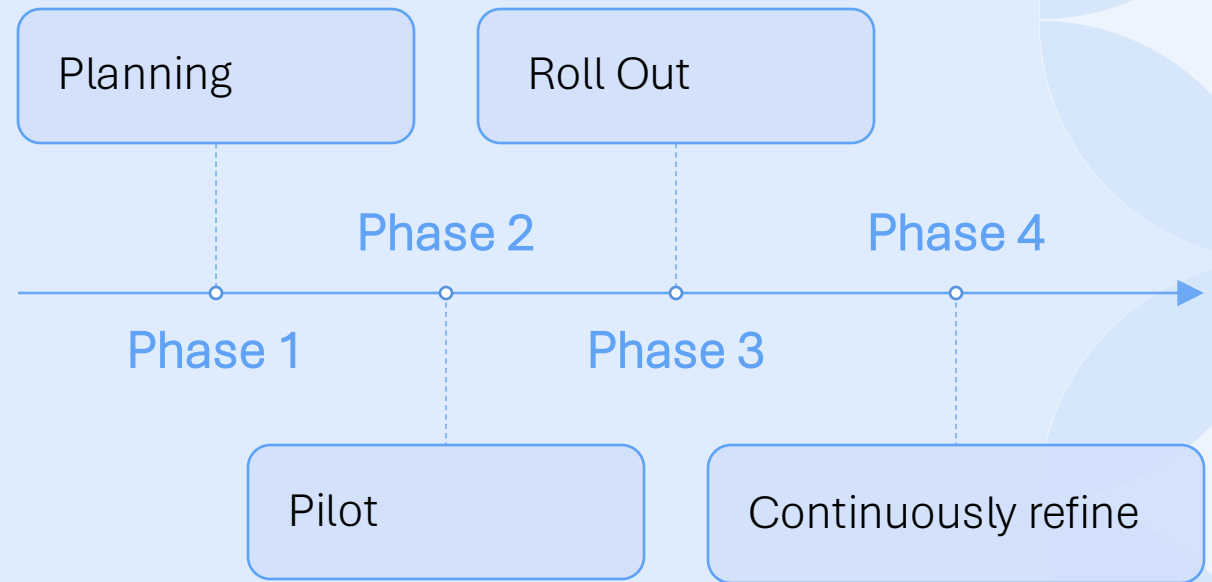 Planning
Roll Out
Phase 2
Phase 4
Phase 1
Phase 3
Pilot
Continuously refine